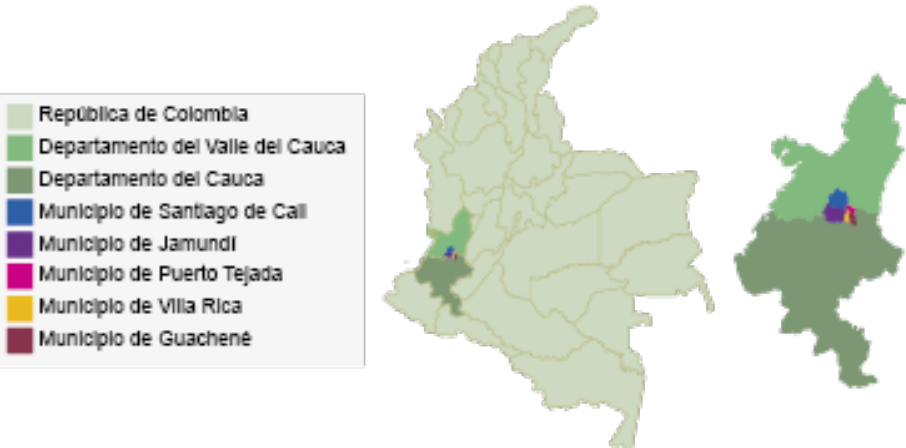 República de Colombia
Departamento del Valle del Cauca
Departamento del Cauca
Municipio de Santiago de Cali
Municipio de Jamundí
Municipio de Puerto Tejada
Municipio de Villa Rica
Municipio de Guachené